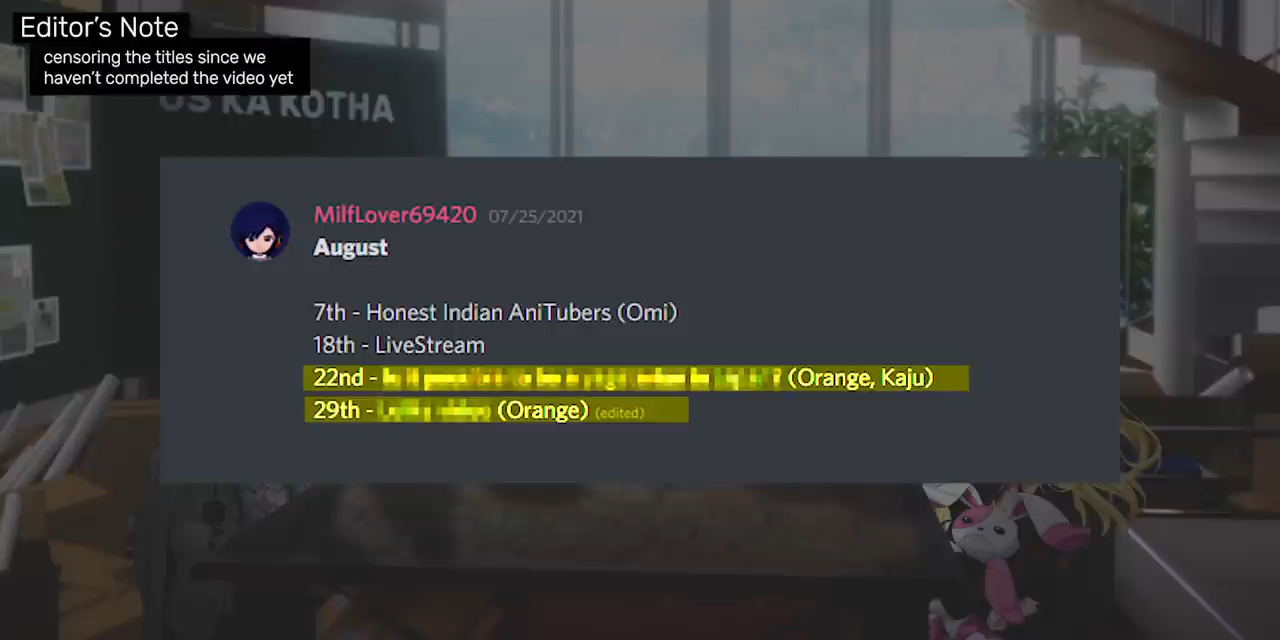 Editor's Note
censoring the titles since we
haven't completed the video yet
US KA KOTHA
MilfLover69420 07/25/2021
August
7th - Honest Indian AniTubers (Omi)
18th - LiveStream
22nd - (Orange, Kaju)
29th - (Orange) (edited)